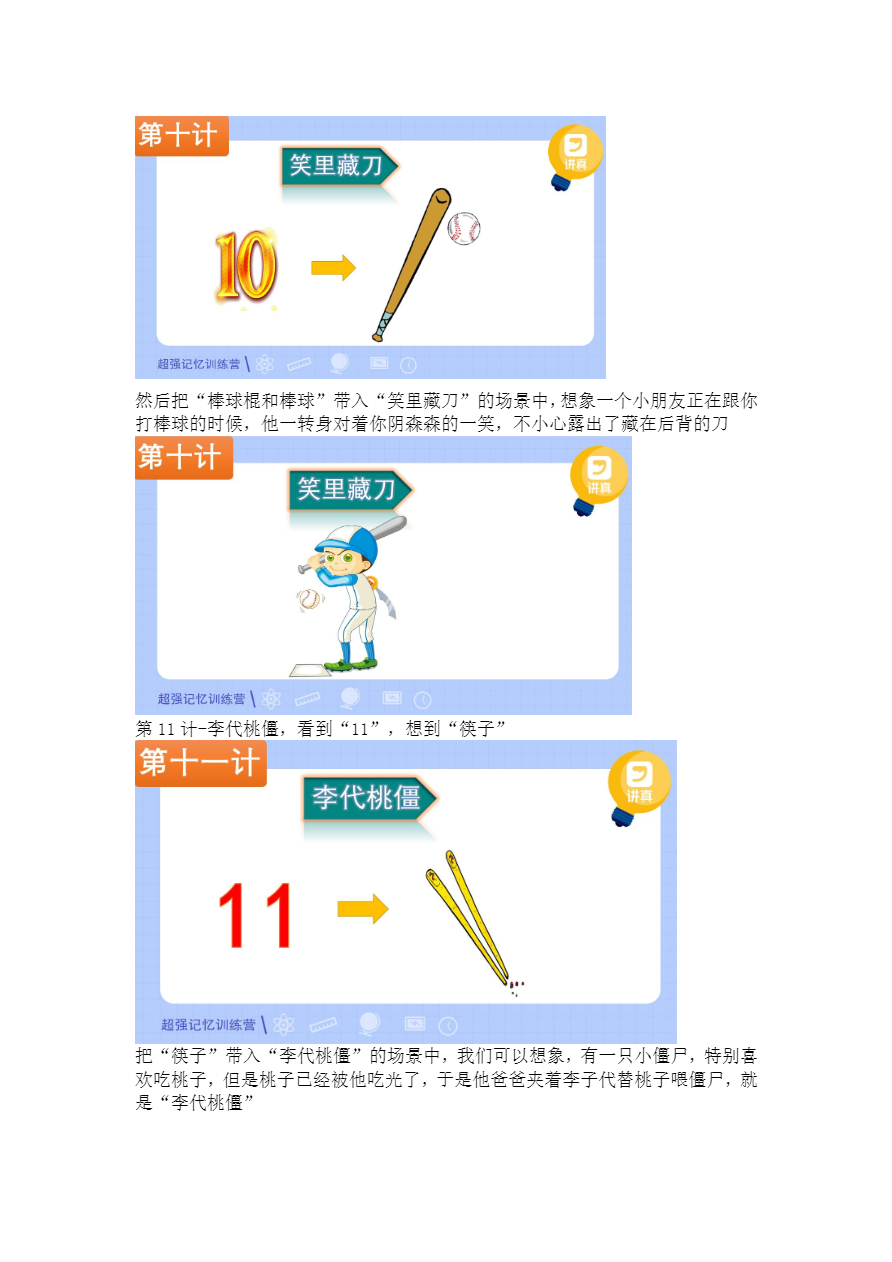 第十计
笑里藏刀
讲真
10
超强记忆训练营
然后把“棒球棍和棒球”带入“笑里藏刀”的场景中，想象一个小朋友正在跟你
打棒球的时候，他一转身对着你阴森森的一笑，不小心露出了藏在后背的刀
第十计
笑里藏刀
讲真
超强记忆训练营
第 11 计-李代桃僵，看到“11”，想到“筷子”
第十一计
李代桃僵
讲真
11
超强记忆训练营
把“筷子”带入“李代桃僵”的场景中，我们可以想象，有一只小僵尸，特别喜
欢吃桃子，但是桃子已经被他吃光了，于是他爸爸夹着李子代替桃子喂僵尸，就
是“李代桃僵”